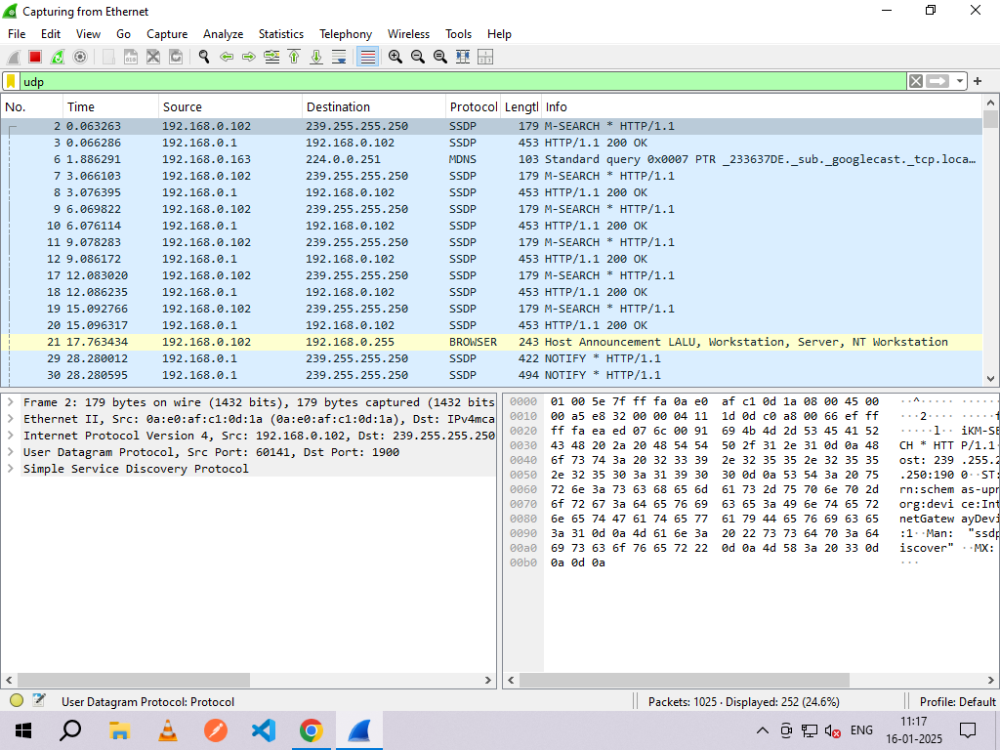 Capturing from Ethernet
File Edit View Go Capture Analyze Statistics Telephony Wireless Tools Help
udp
No. Time Source Destination Protocol Lengtl Info
2 0.063263 192.168.0.102 239.255.255.250 SSDP 179 M-SEARCH * HTTP/1.1
3 0.066286 192.168.0.1 192.168.0.102 SSDP 453 HTTP/1.1 200 OK
6 1.886291 192.168.0.163 224.0.0.251 MDNS 103 Standard query 0x0007 PTR _233637DE._sub._googlecast._tcp.loca…
7 3.066103 192.168.0.102 239.255.255.250 SSDP 179 M-SEARCH * HTTP/1.1
8 3.076395 192.168.0.1 192.168.0.102 SSDP 453 HTTP/1.1 200 OK
9 6.069822 192.168.0.102 239.255.255.250 SSDP 179 M-SEARCH * HTTP/1.1
10 6.076114 192.168.0.1 192.168.0.102 SSDP 453 HTTP/1.1 200 OK
11 9.078283 192.168.0.102 239.255.255.250 SSDP 179 M-SEARCH * HTTP/1.1
12 9.086172 192.168.0.1 192.168.0.102 SSDP 453 HTTP/1.1 200 OK
17 12.083020 192.168.0.102 239.255.255.250 SSDP 179 M-SEARCH * HTTP/1.1
18 12.086235 192.168.0.1 192.168.0.102 SSDP 453 HTTP/1.1 200 OK
19 15.092766 192.168.0.102 239.255.255.250 SSDP 179 M-SEARCH * HTTP/1.1
20 15.096317 192.168.0.1 192.168.0.102 SSDP 453 HTTP/1.1 200 OK
21 17.763434 192.168.0.102 192.168.0.255 BROWSER 243 Host Announcement LALU, Workstation, Server, NT Workstation
29 28.280012 192.168.0.1 239.255.255.250 SSDP 422 NOTIFY * HTTP/1.1
30 28.280595 192.168.0.1 239.255.255.250 SSDP 494 NOTIFY * HTTP/1.1
Frame 2: 179 bytes on wire (1432 bits), 179 bytes captured (1432 bits
Ethernet II, Src: 0a:e0:af:c1:0d:1a (0a:e0:af:c1:0d:1a), Dst: IPv4mca
Internet Protocol Version 4, Src: 192.168.0.102, Dst: 239.255.255.250
User Datagram Protocol, Src Port: 60141, Dst Port: 1900
Simple Service Discovery Protocol
0000 01 00 5e 7f ff fa 0a e0 af c1 0d 1a 08 00 45 00 ··^····· ······
0010 00 a5 e8 32 00 00 04 11 1d 0d c0 a8 00 66 ef ff ···2···· ·····f
0020 ff fa ea ed 07 6c 00 91 69 4b 4d 2d 53 45 41 52 ·····l·· iKM-SE
0030 43 48 20 2a 20 48 54 54 50 2f 31 2e 31 0d 0a 48 CH * HTT P/1.1·
0040 6f 73 74 3a 20 32 33 39 2e 32 35 35 2e 32 35 35 ost: 239 .255.2
0050 2e 32 35 30 3a 31 39 30 30 0d 0a 53 54 3a 20 75 .250:190 0··ST:
0060 72 6e 3a 73 63 68 65 6d 61 73 2d 75 70 6e 70 2d rn:schem as-upn
0070 6f 72 67 3a 64 65 76 69 63 65 3a 49 6e 74 65 72 org:devi ce:Int
0080 6e 65 74 47 61 74 65 77 61 79 44 65 76 69 63 65 netGatew ayDevi
0090 3a 31 0d 0a 4d 61 6e 3a 20 22 73 73 64 70 3a 64 :1··Man: "ssdp
00a0 69 73 63 6f 76 65 72 22 0d 0a 4d 58 3a 20 33 0d iscover" ··MX:
00b0 0a 0d 0a ···
User Datagram Protocol: Protocol Packets: 1025 · Displayed: 252 (24.6%) Profile: Default
ENG 11:17
16-01-2025